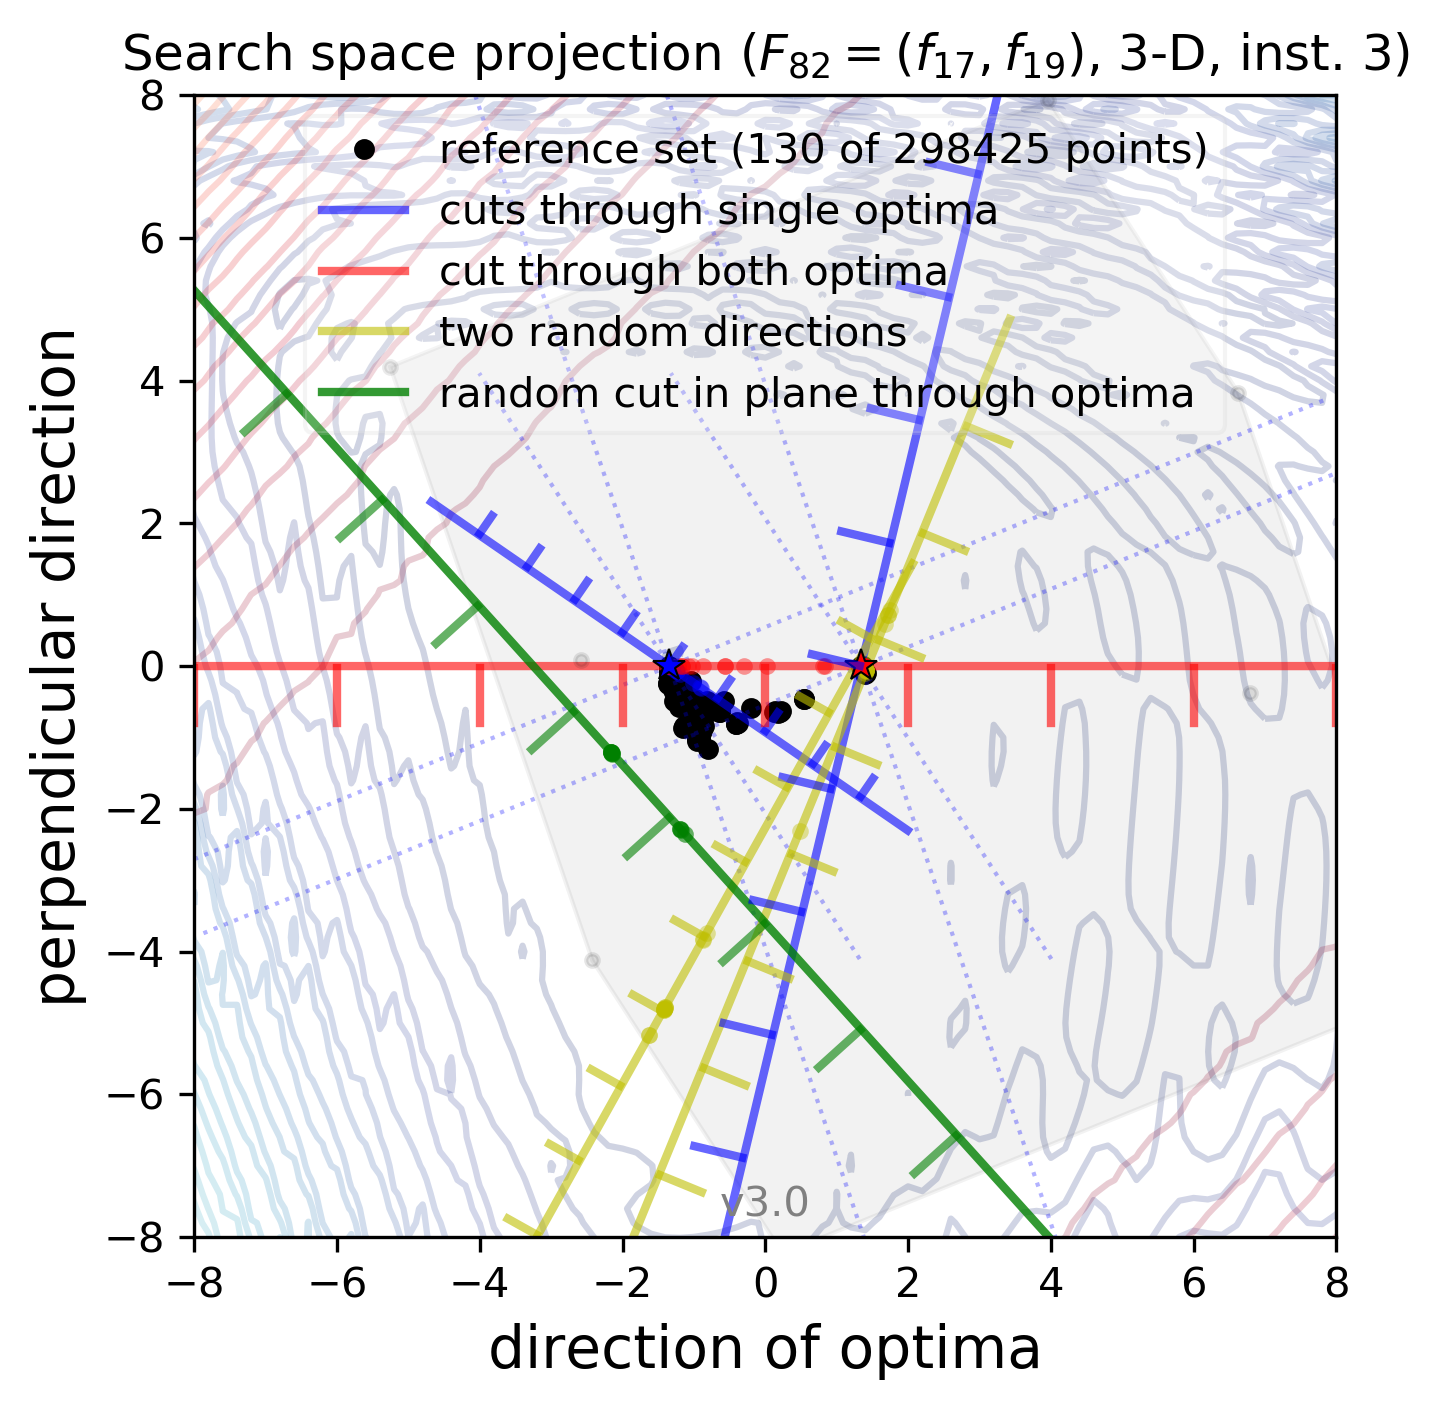 Search space projection (F₈₂ = (f₁₇, f₁₉), 3-D, inst. 3)
reference set (130 of 298425 points)
cuts through single optima
cut through both optima
two random directions
random cut in plane through optima
8
6
4
2
0
−2
−4
−6
−8
perpendicular direction
v3.0
−8 −6 −4 −2 0 2 4 6 8
direction of optima